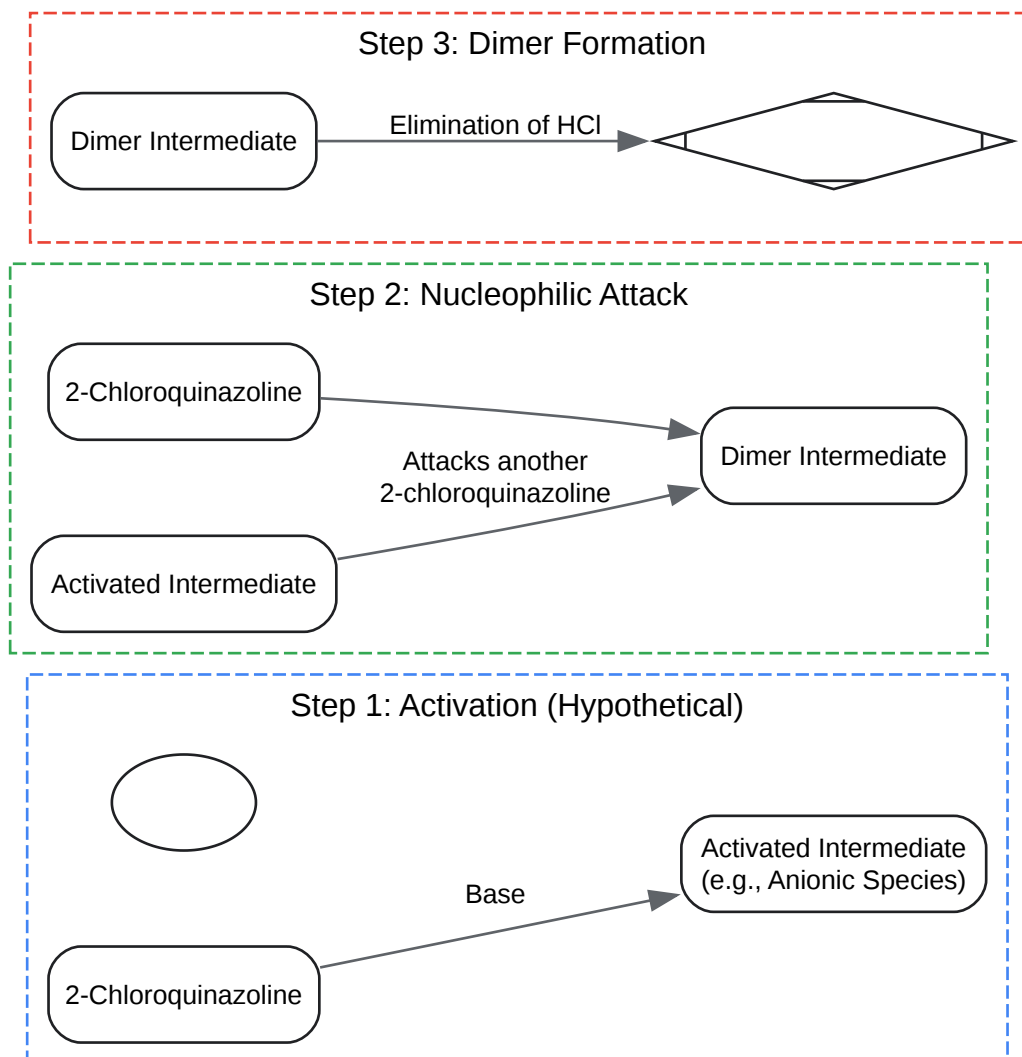 Step 3: Dimer Formation
Dimer Intermediate
Elimination of HCl
Step 2: Nucleophilic Attack
2-Chloroquinazoline
Attacks another
2-chloroquinazoline
Dimer Intermediate
Activated Intermediate
Step 1: Activation (Hypothetical)
Activated Intermediate
(e.g., Anionic Species)
Base
2-Chloroquinazoline